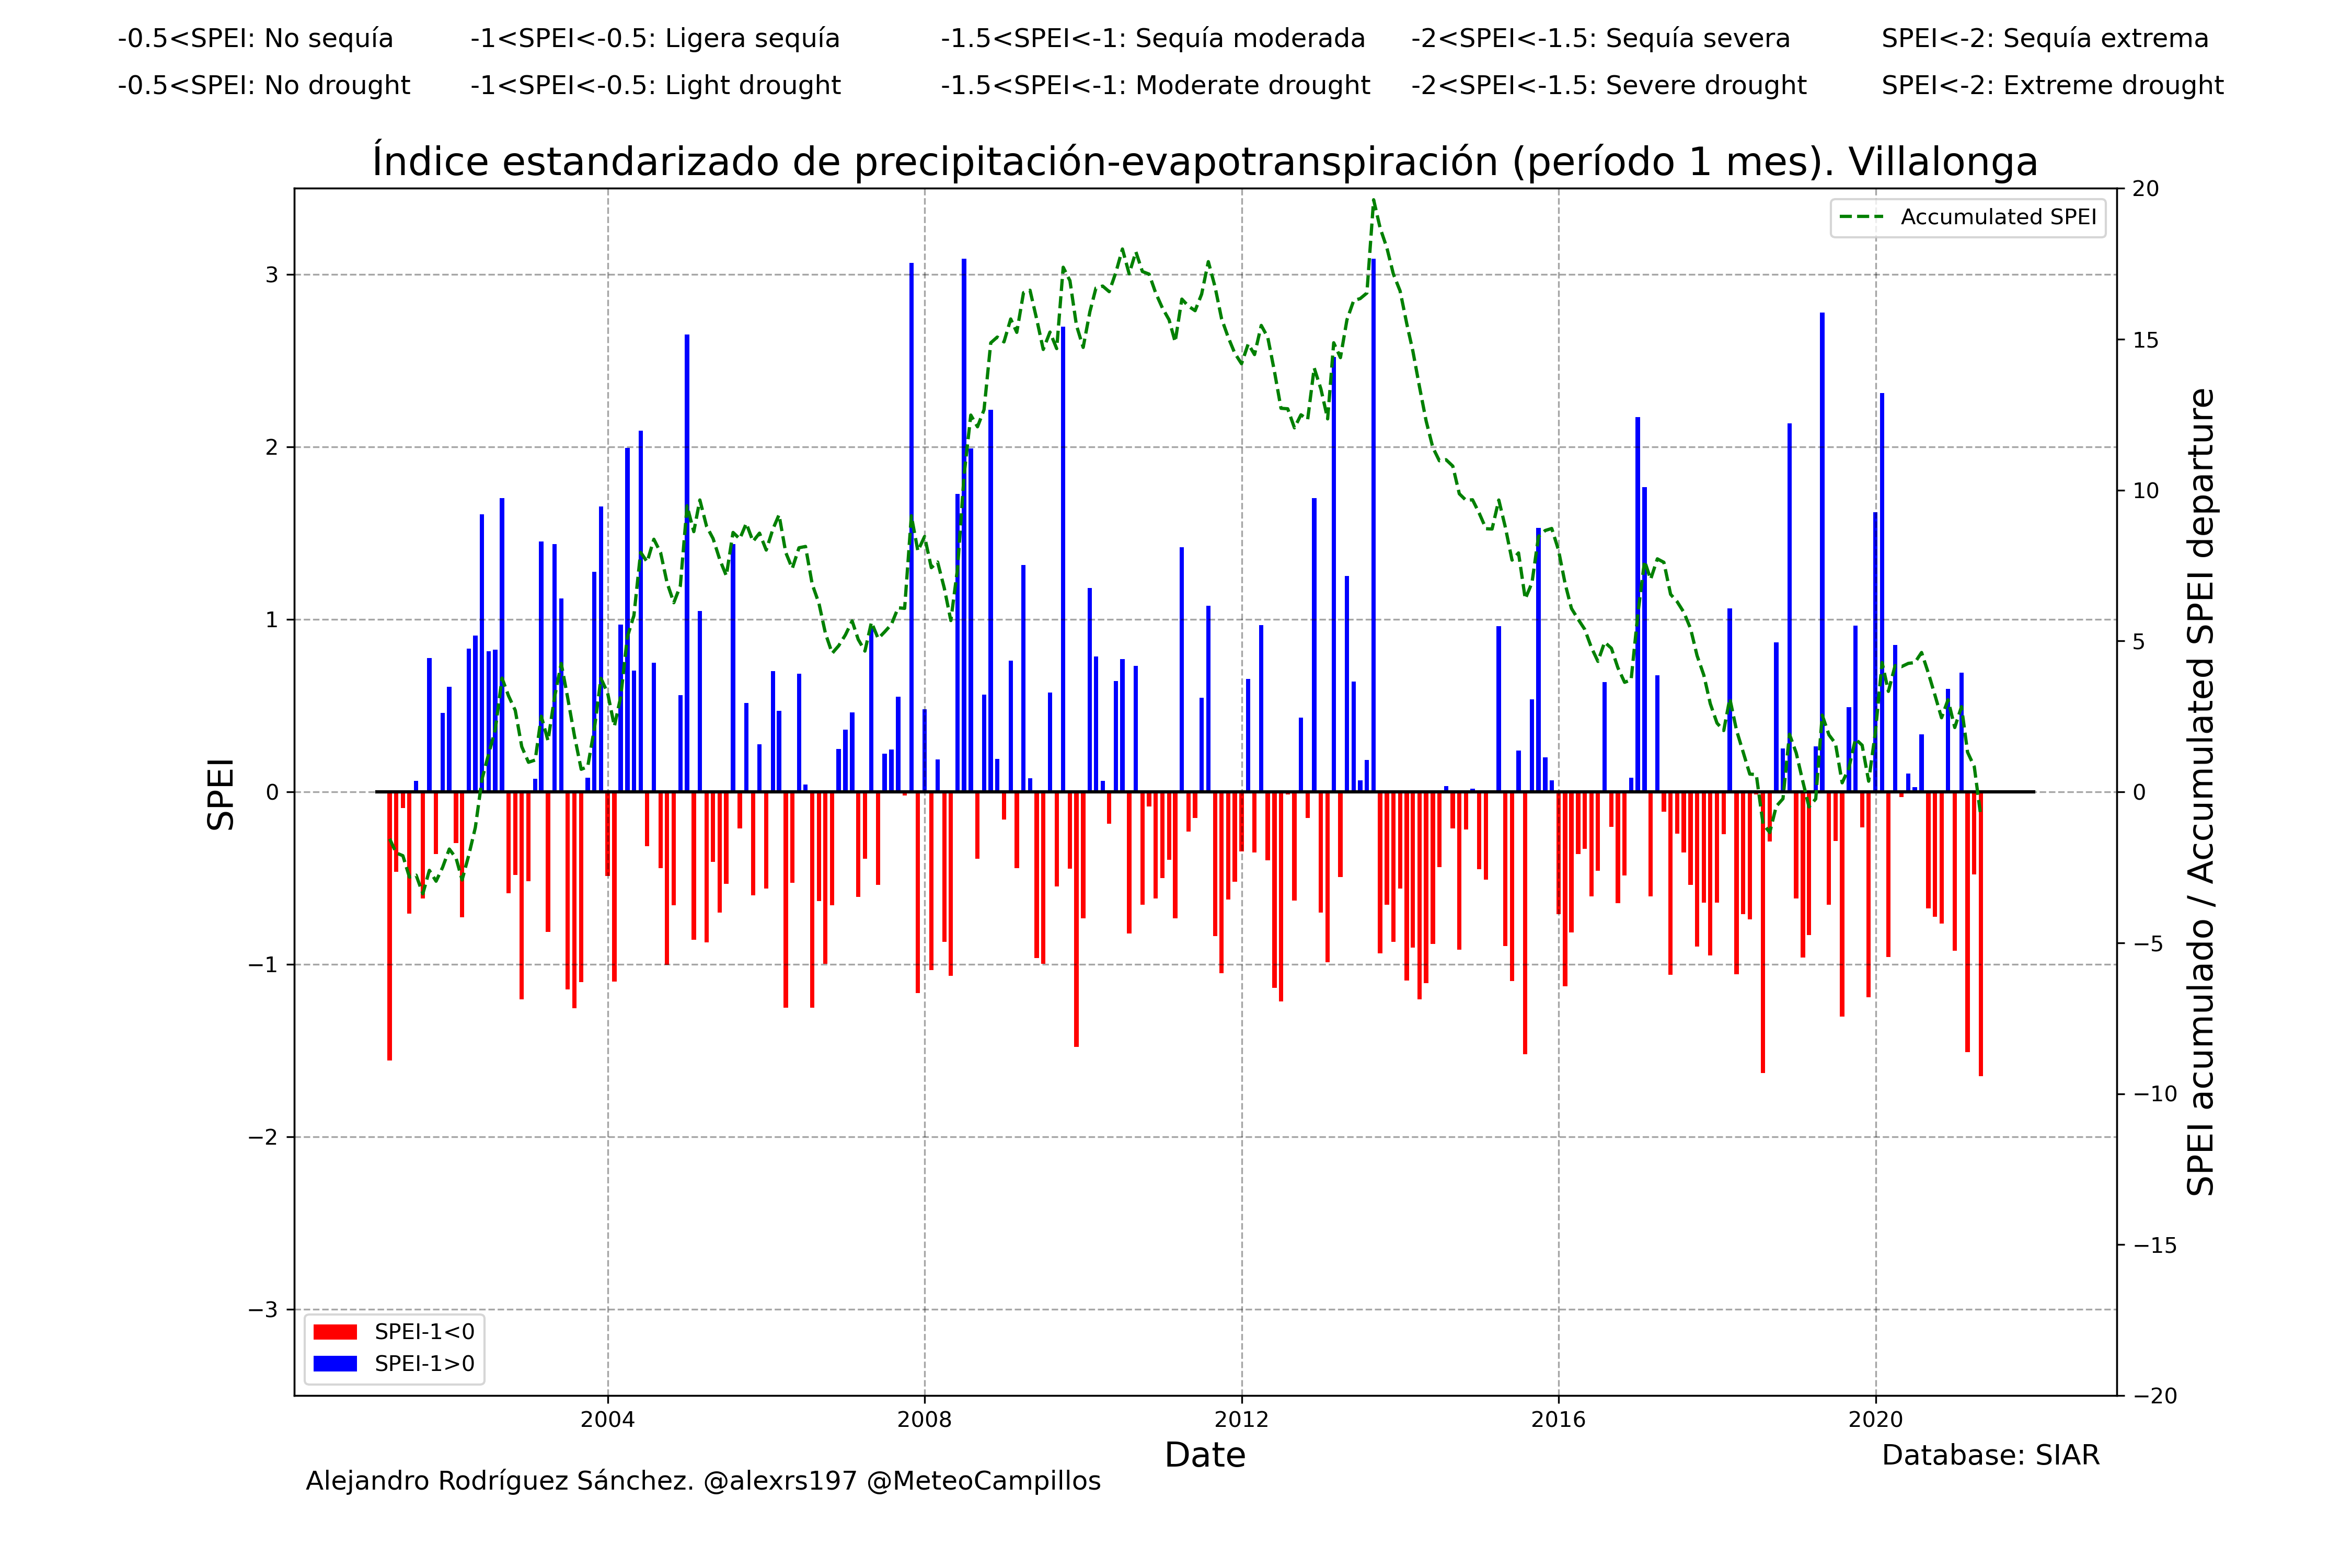 -0.5<SPEI: No sequía -1<SPEI<-0.5: Ligera sequía -1.5<SPEI<-1: Sequía moderada -2<SPEI<-1.5: Sequía severa SPEI<-2: Sequía extrema
-0.5<SPEI: No drought -1<SPEI<-0.5: Light drought -1.5<SPEI<-1: Moderate drought -2<SPEI<-1.5: Severe drought SPEI<-2: Extreme drought
Índice estandarizado de precipitación-evapotranspiración (período 1 mes). Villalonga
Accumulated SPEI
3
2
1
0
−1
−2
−3
SPEI
20
15
10
5
0
−5
−10
−15
−20
SPEI acumulado / Accumulated SPEI departure
SPEI-1<0
SPEI-1>0
2004 2008 2012 2016 2020
Date
Database: SIAR
Alejandro Rodríguez Sánchez. @alexrs197 @MeteoCampillos